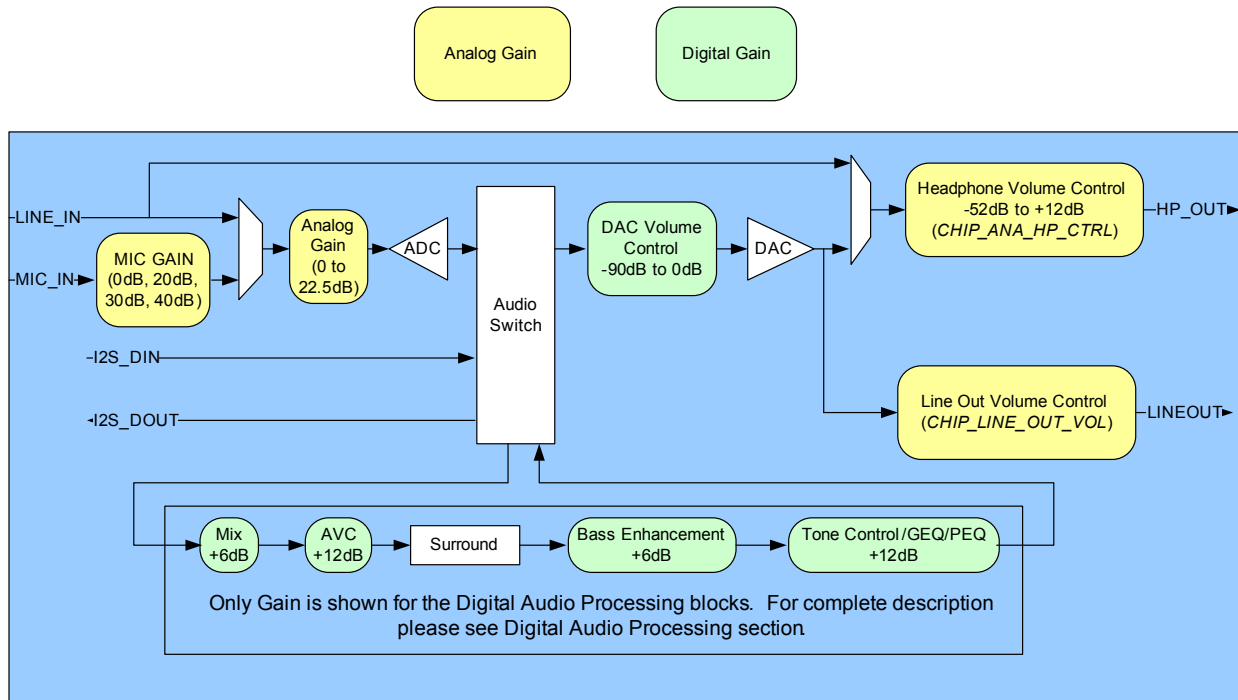 Analog Gain
Digital Gain
LINE_IN
MIC_IN
MIC GAIN
(0dB, 20dB,
30dB, 40dB)
Analog
Gain
(0 to
22.5dB)
ADC
Audio
Switch
DAC Volume
Control
-90dB to 0dB
DAC
Headphone Volume Control
-52dB to +12dB
(CHIP_ANA_HP_CTRL)
HP_OUT
I2S_DIN
I2S_DOUT
Line Out Volume Control
(CHIP_LINE_OUT_VOL)
LINEOUT
Mix
+6dB
AVC
+12dB
Surround
Bass Enhancement
+6dB
Tone Control/GEQ/PEQ
+12dB
Only Gain is shown for the Digital Audio Processing blocks. For complete description
please see Digital Audio Processing section.